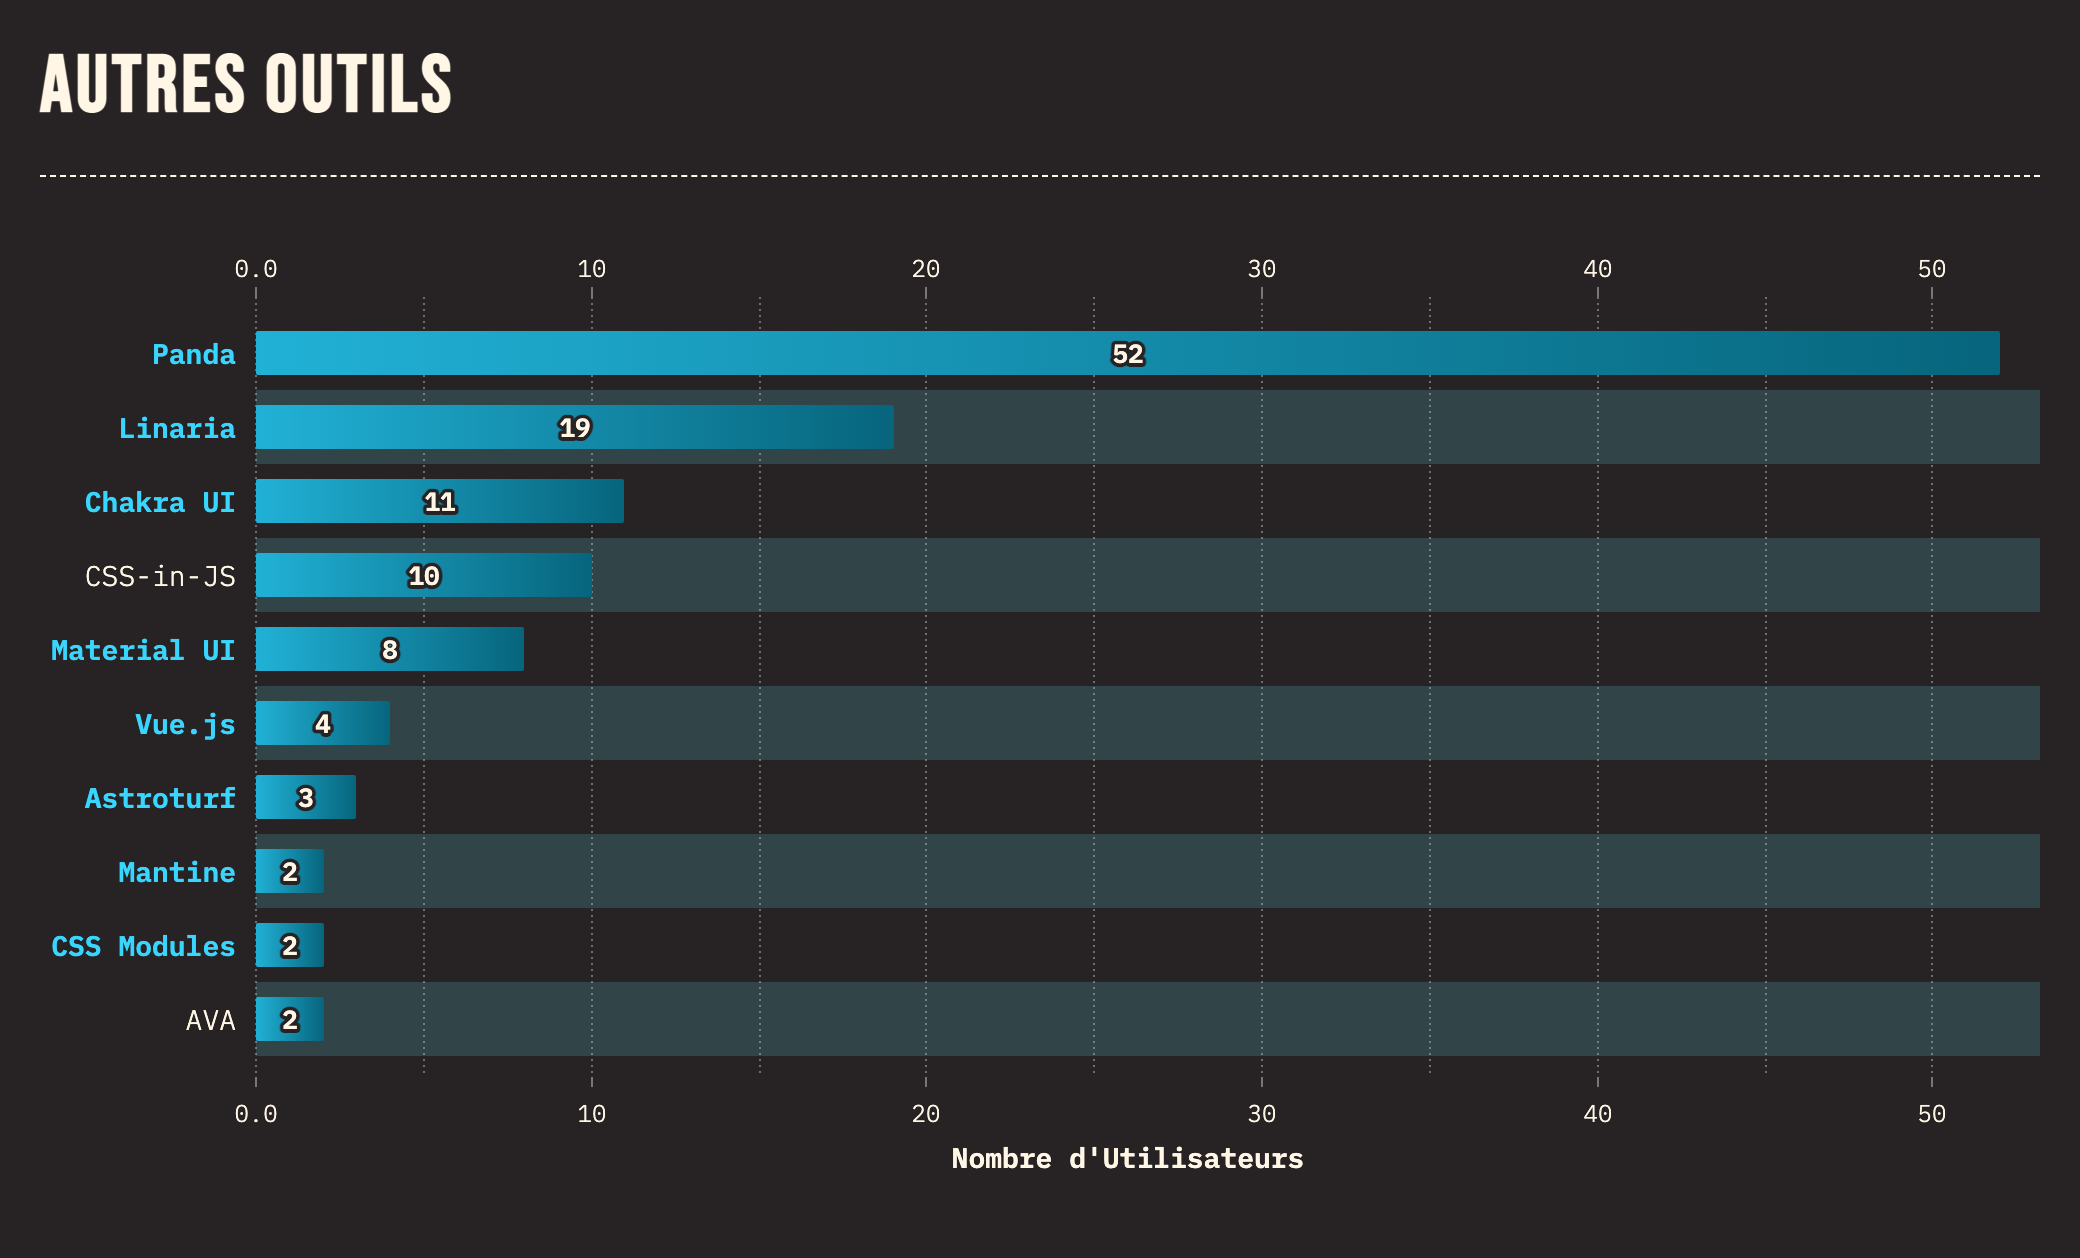 AUTRES OUTILS
0.0 10 20 30 40 50
Panda 52
Linaria 19
Chakra UI 11
CSS-in-JS 10
Material UI 8
Vue.js 4
Astroturf 3
Mantine 2
CSS Modules 2
AVA 2
0.0 10 20 30 40 50
Nombre d'Utilisateurs